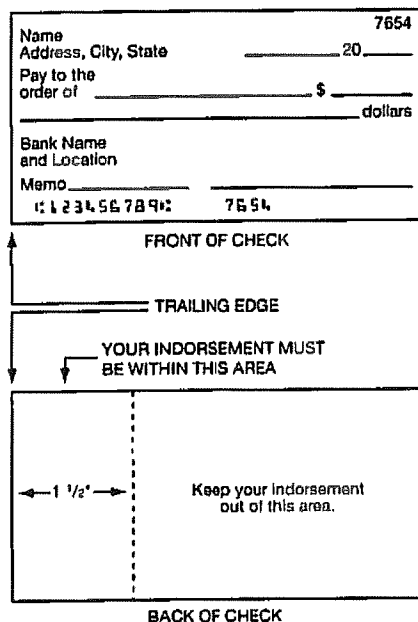 7654
Name
Address, City, State 20
Pay to the
order of $
dollars
Bank Name
and Location
Memo
⑆123456789⑆ 7654
FRONT OF CHECK
TRAILING EDGE
YOUR INDORSEMENT MUST
BE WITHIN THIS AREA
1 1/2"
Keep your indorsement
out of this area.
BACK OF CHECK